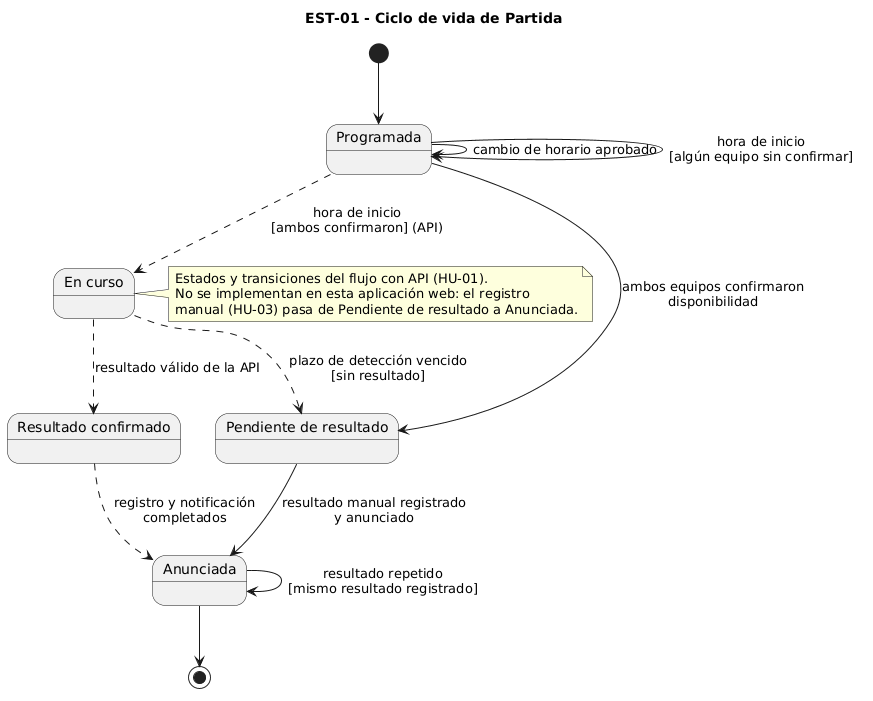 EST-01 - Ciclo de vida de Partida
Programada
cambio de horario aprobado
hora de inicio
[algún equipo sin confirmar]
hora de inicio
[ambos confirmaron] (API)
En curso
Estados y transiciones del flujo con API (HU-01).
No se implementan en esta aplicación web: el registro
manual (HU-03) pasa de Pendiente de resultado a Anunciada.
ambos equipos confirmaron
disponibilidad
resultado válido de la API
plazo de detección vencido
[sin resultado]
Resultado confirmado
Pendiente de resultado
registro y notificación
completados
resultado manual registrado
y anunciado
Anunciada
resultado repetido
[mismo resultado registrado]